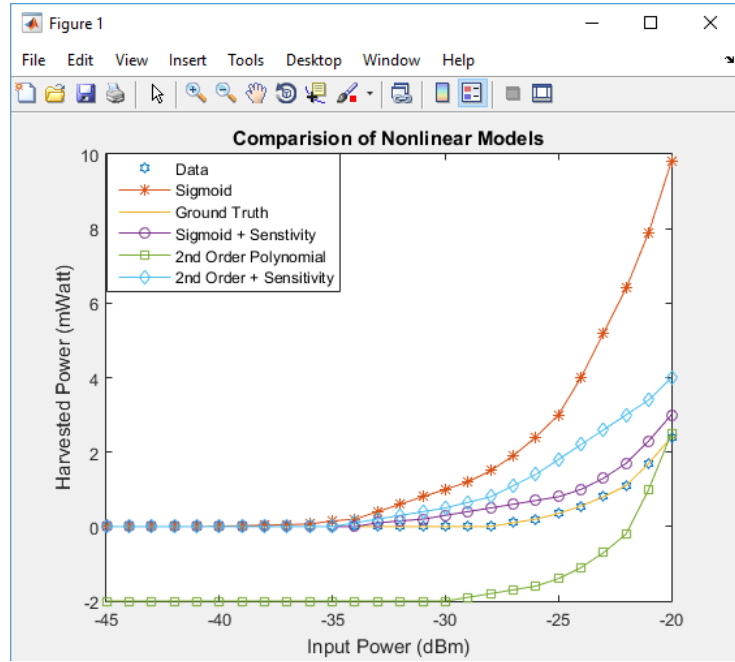 Figure 1
File Edit View Insert Tools Desktop Window Help
Comparision of Nonlinear Models
Data
Sigmoid
Ground Truth
Sigmoid + Senstivity
2nd Order Polynomial
2nd Order + Sensitivity
10
8
6
4
2
0
-2
Harvested Power (mWatt)
-45 -40 -35 -30 -25 -20
Input Power (dBm)